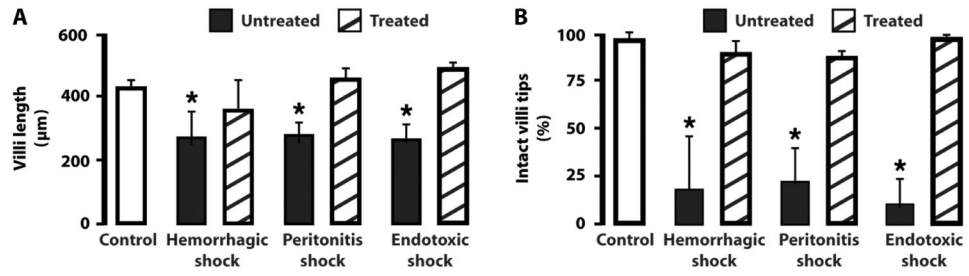 A
Untreated
Treated
600
400
200
0
Villi length
(µm)
*
*
*
Control
Hemorrhagic
shock
Peritonitis
shock
Endotoxic
shock
B
Untreated
Treated
100
75
50
25
0
Intact villi tips
(%)
*
*
*
Control
Hemorrhagic
shock
Peritonitis
shock
Endotoxic
shock